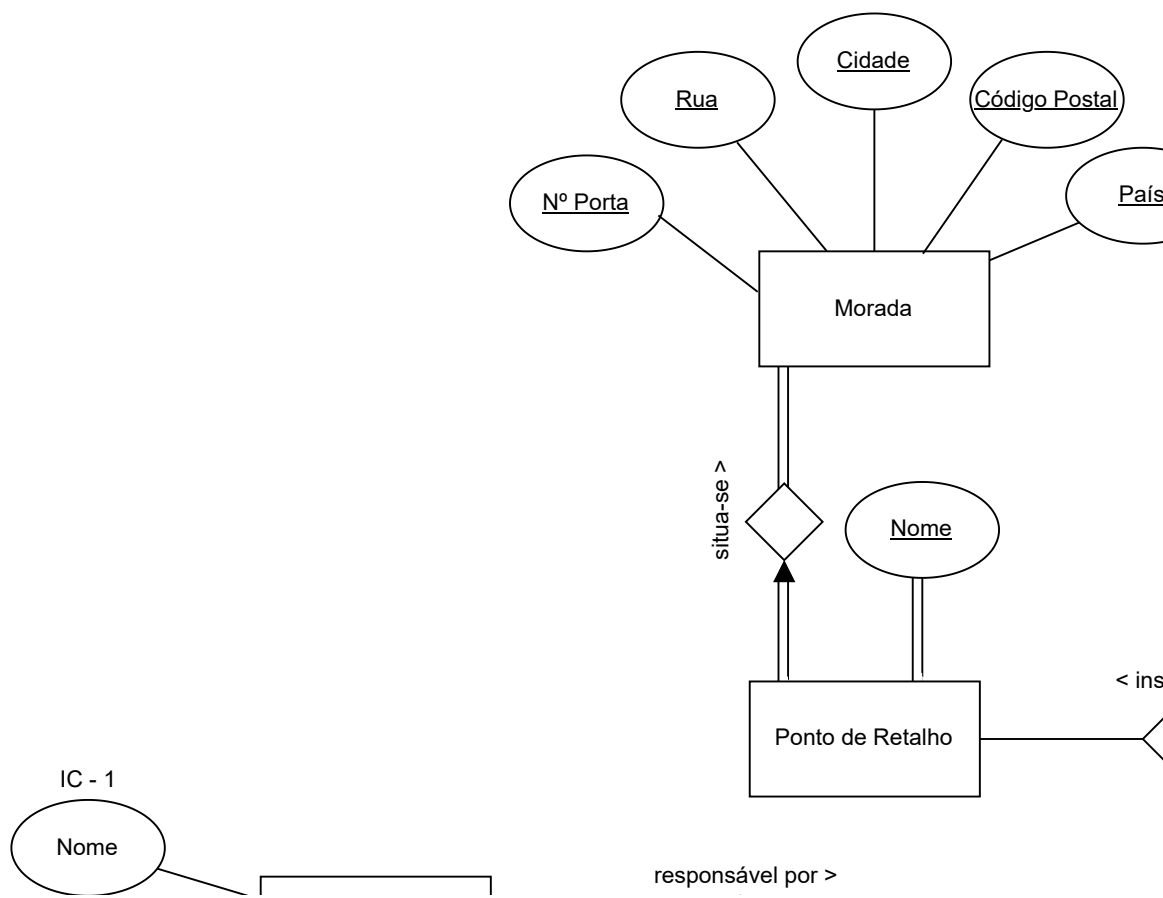 Cidade
Rua
Código Postal
Nº Porta
País
Morada
situa-se >
Nome
< ins
Ponto de Retalho
IC - 1
Nome
responsável por >